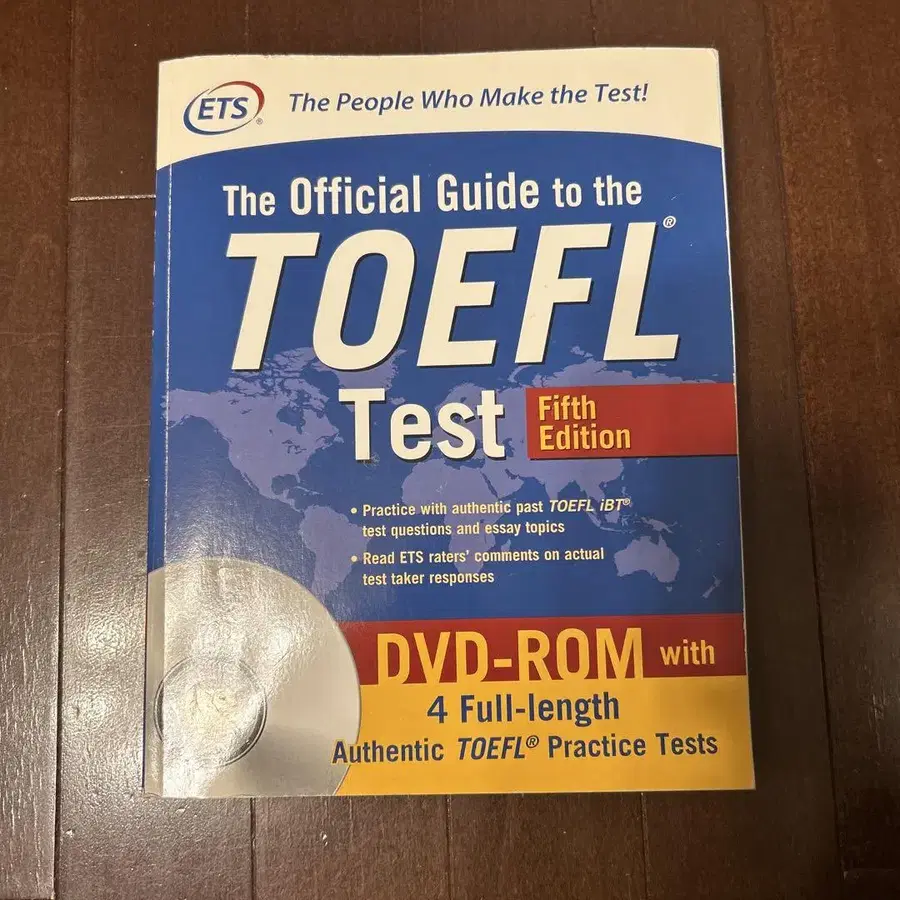 ETS® The People Who Make the Test!
The Official Guide to the
TOEFL®
Test
Fifth
Edition
• Practice with authentic past TOEFL iBT®
test questions and essay topics
• Read ETS raters' comments on actual
test taker responses
DVD-ROM with
4 Full-length
Authentic TOEFL® Practice Tests